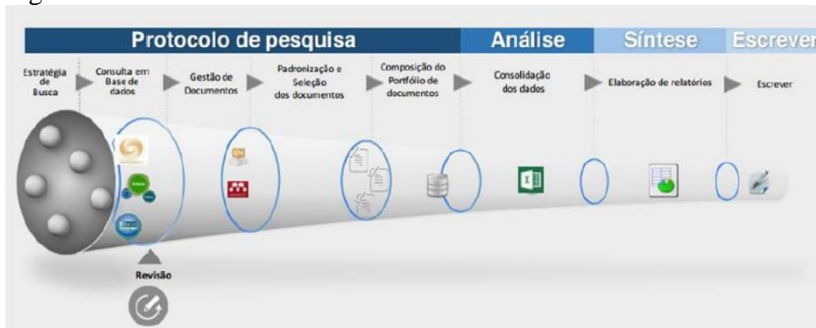 Protocolo de pesquisa
Análise
Síntese
Escrever
Estratégia
de
Busca
Consulta em
Base de
dados
Gestão de
Documentos
Padronização e
Seleção
dos documentos
Composição do
Portfólio de
documentos
Consolidação
dos dados
Elaboração de relatórios
Escrever
Revisão